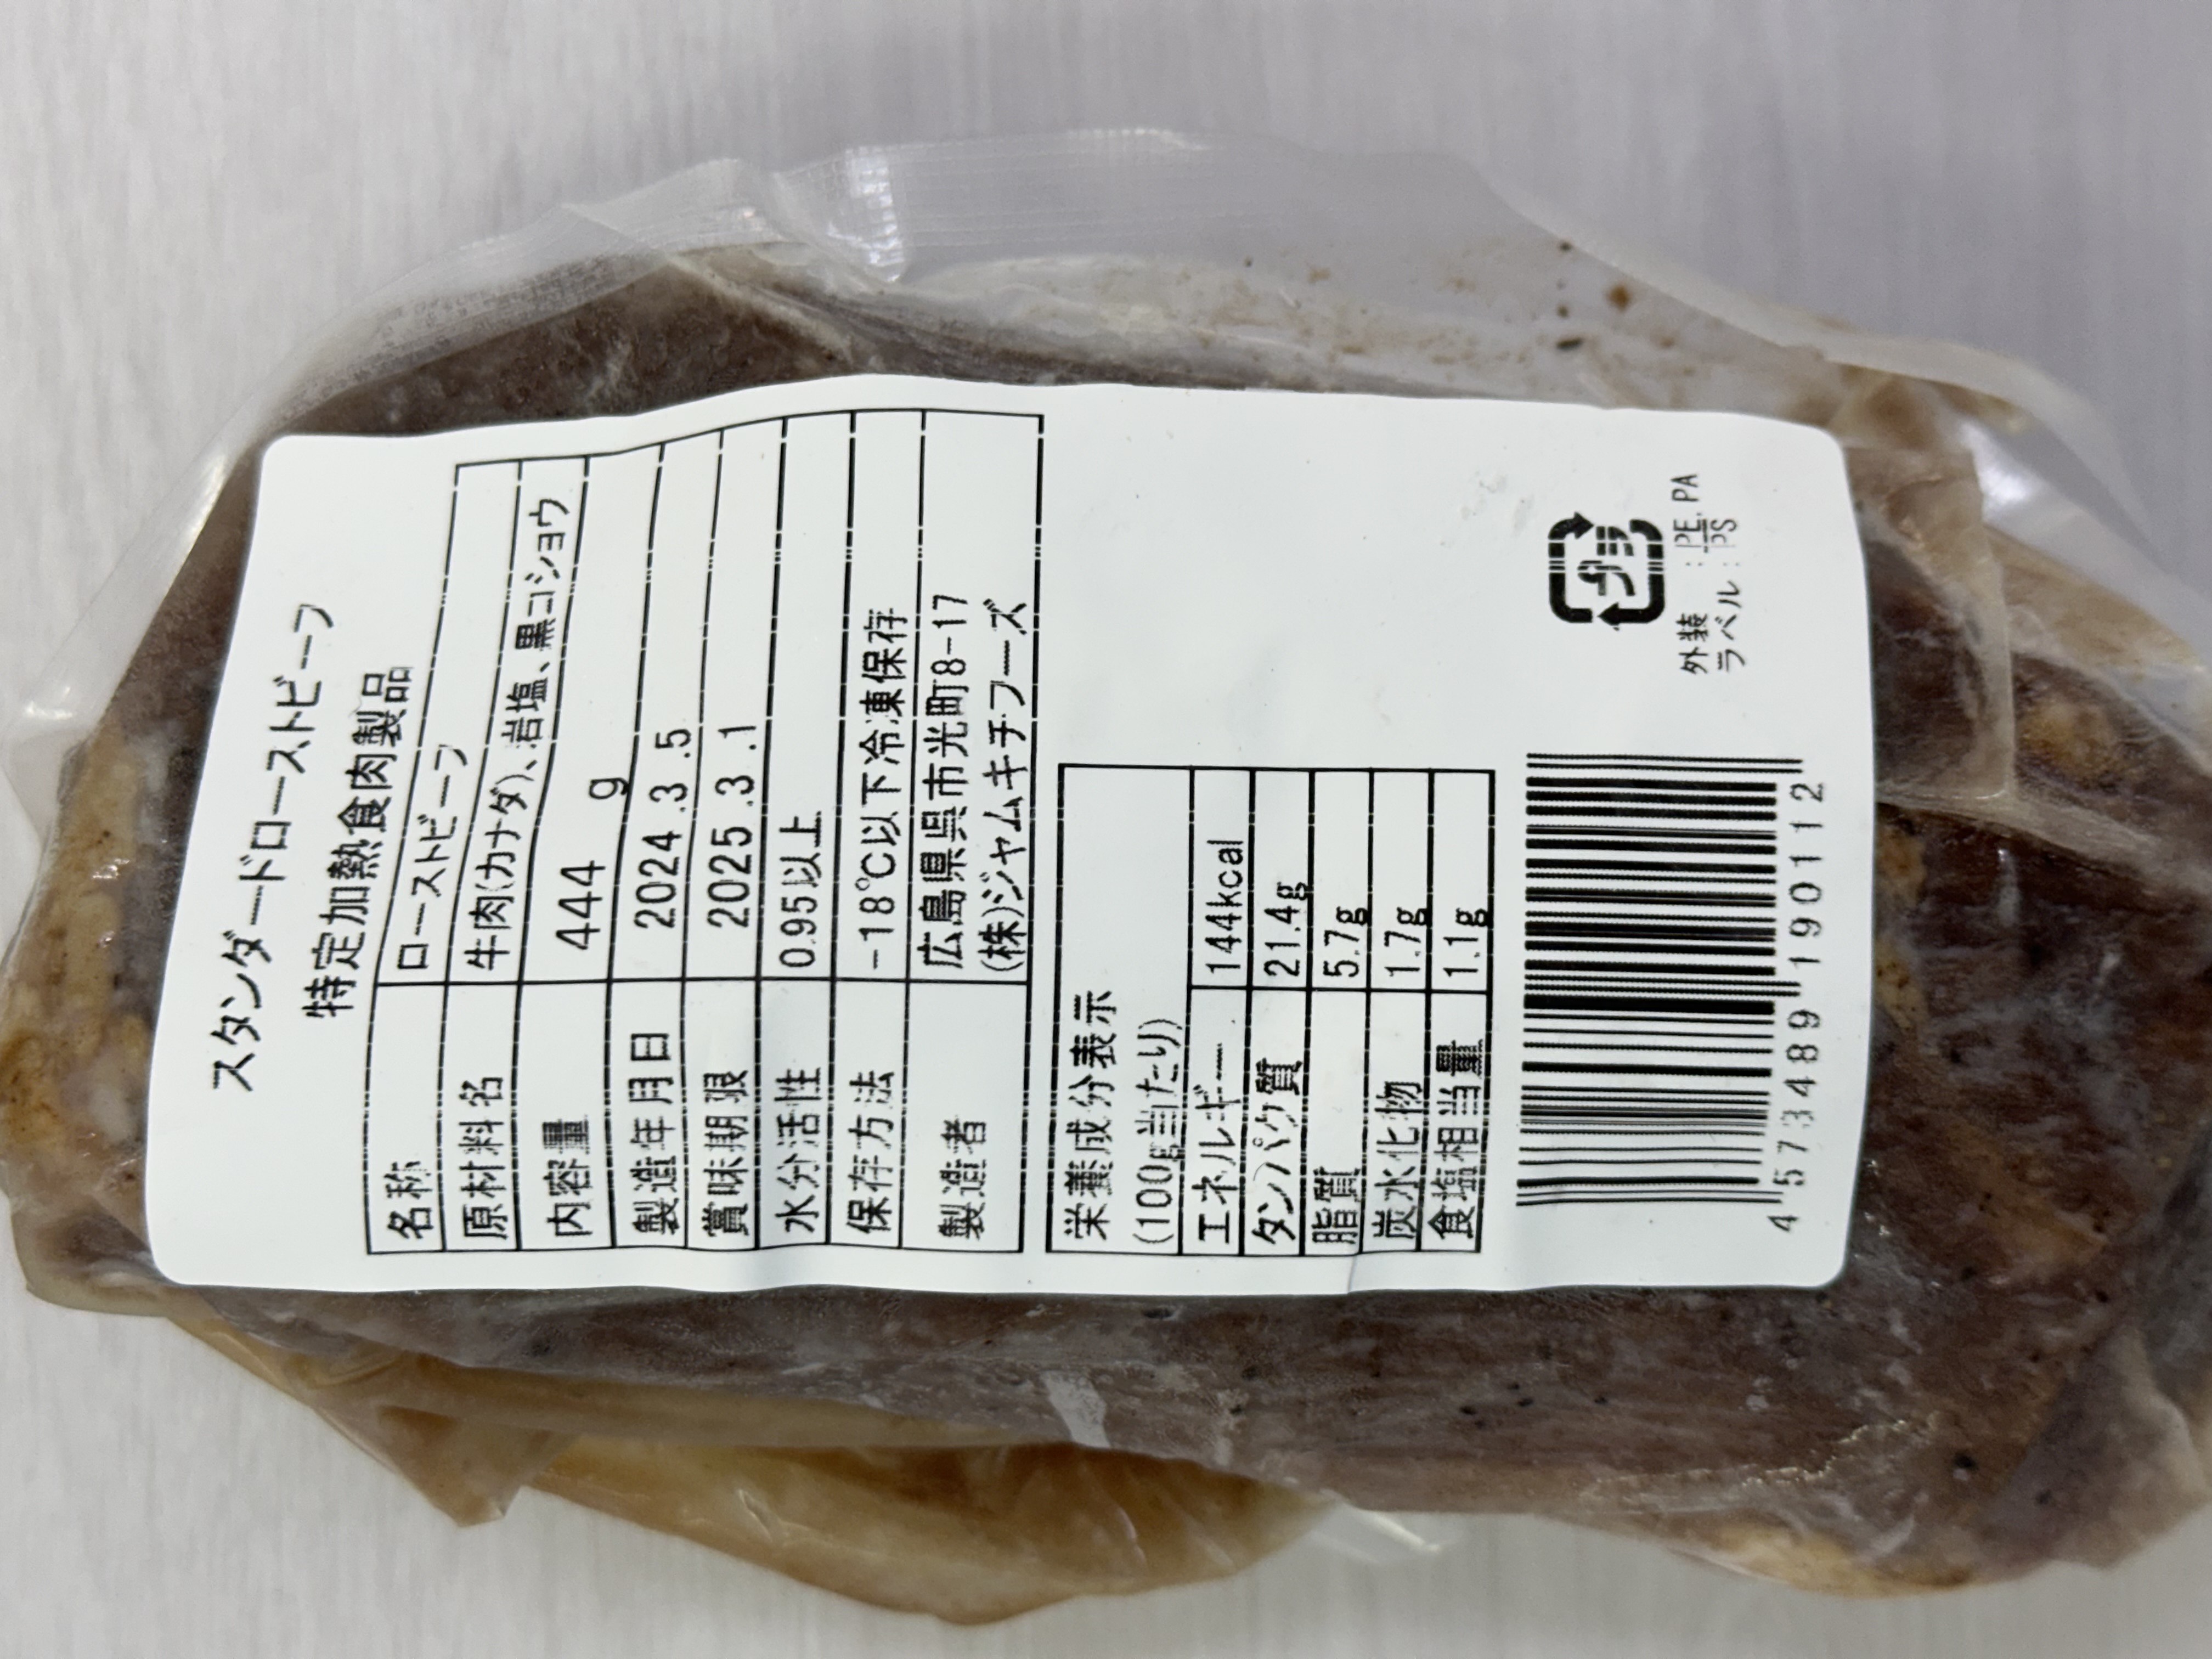 スタンダードローストビーフ
特定加熱食肉製品
名称 ローストビーフ
原材料名 牛肉(カナダ)、岩塩、黒コショウ
内容量 444 g
製造年月日 2024.3.5
賞味期限 2025.3.1
水分活性 0.95以上
保存方法 -18℃以下冷凍保存
製造者 広島県呉市光町8-17
(株)ジャムキチフーズ
栄養成分表示
(100g当たり)
エネルギー 144kcal
タンパク質 21.4g
脂質 5.7g
炭水化物 1.7g
食塩相当量 1.1g
プラ
外装 : PE, PA
ラベル : PS
4 573489 190112